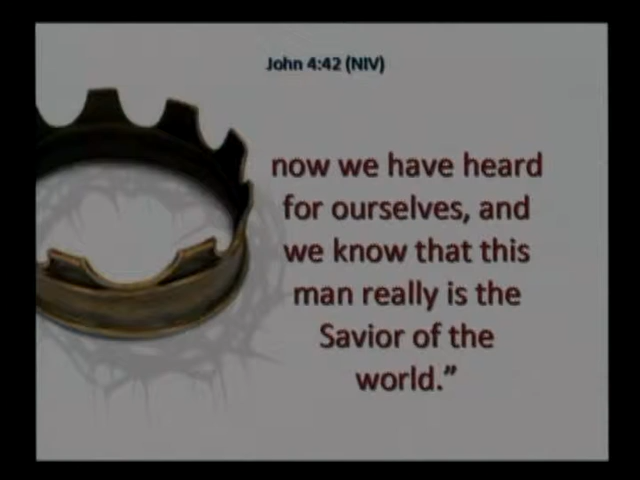 John 4:42 (NIV)
now we have heard
for ourselves, and
we know that this
man really is the
Savior of the
world.”